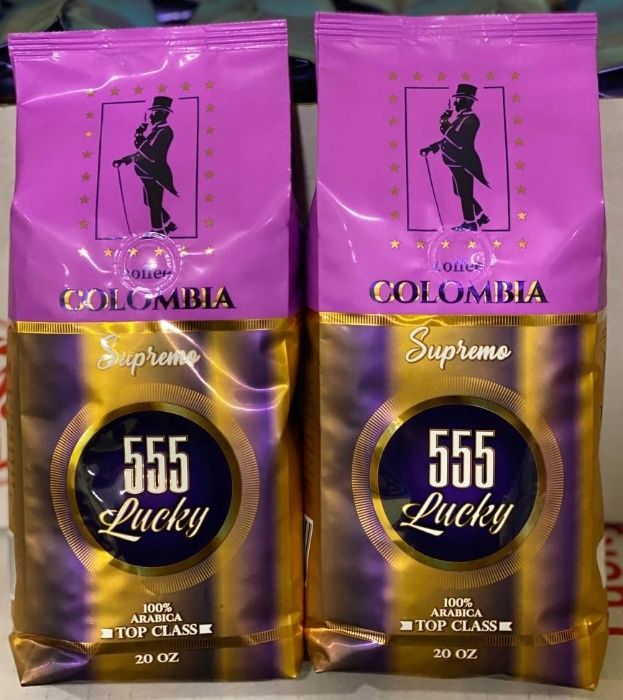 coffee
COLOMBIA
Supremo
555
Lucky
100%
ARABICA
TOP CLASS
20 OZ
coffee
COLOMBIA
Supremo
555
Lucky
100%
ARABICA
TOP CLASS
20 OZ